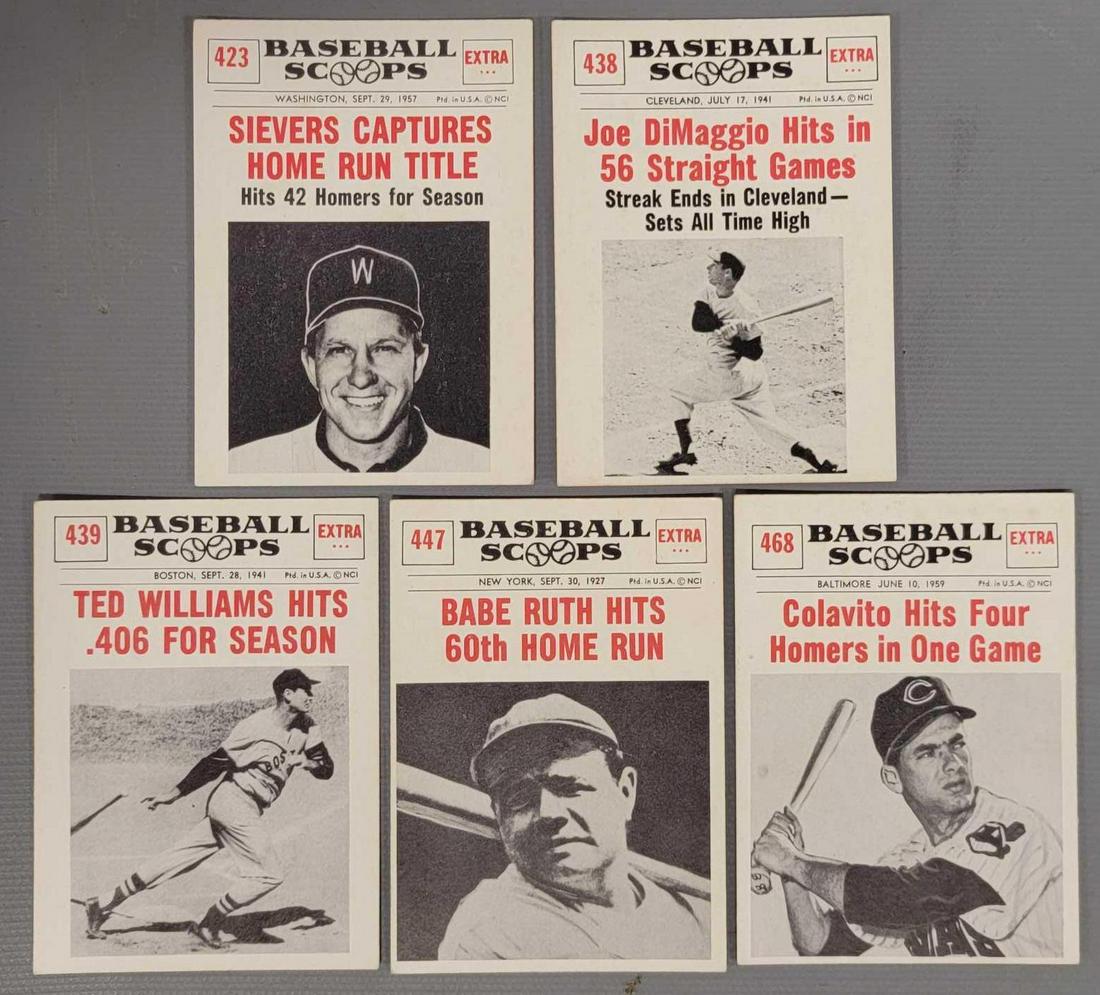 423
BASEBALL
SCOOPS
EXTRA
...
WASHINGTON, SEPT. 29, 1957 Ptd. in U.S.A. © NCI
SIEVERS CAPTURES
HOME RUN TITLE
Hits 42 Homers for Season
W
438
BASEBALL
SCOOPS
EXTRA
...
CLEVELAND, JULY 17, 1941 Ptd. in U.S.A. © NCI
Joe DiMaggio Hits in
56 Straight Games
Streak Ends in Cleveland—
Sets All Time High
439
BASEBALL
SCOOPS
EXTRA
...
BOSTON, SEPT. 28, 1941 Ptd. in U.S.A. © NCI
TED WILLIAMS HITS
.406 FOR SEASON
BOS
447
BASEBALL
SCOOPS
EXTRA
...
NEW YORK, SEPT. 30, 1927 Ptd. in U.S.A. © NCI
BABE RUTH HITS
60th HOME RUN
468
BASEBALL
SCOOPS
EXTRA
...
BALTIMORE JUNE 10, 1959 Ptd. in U.S.A. © NCI
Colavito Hits Four
Homers in One Game
C